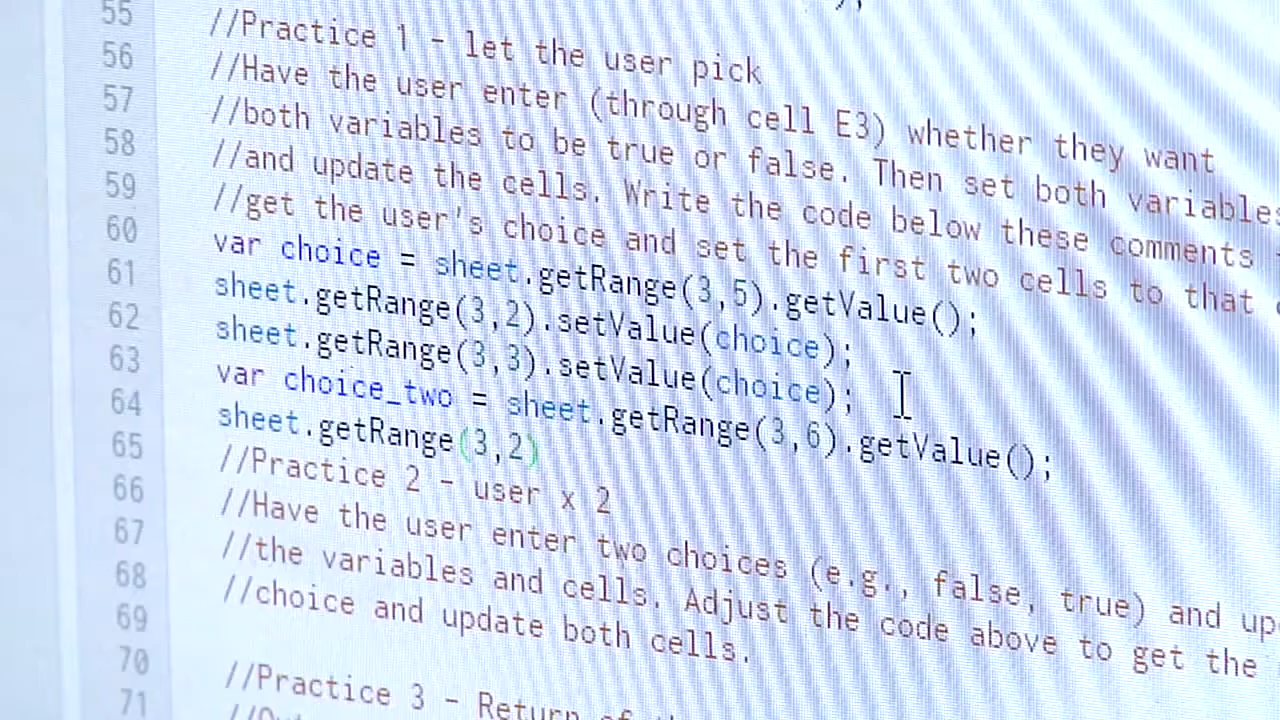 );
55 //Practice 1 - let the user pick
56 //Have the user enter (through cell E3) whether they want
57 //both variables to be true or false. Then set both variables
58 //and update the cells. Write the code below these comments
59 //get the user's choice and set the first two cells to that
60 var choice = sheet.getRange(3,5).getValue();
61 sheet.getRange(3,2).setValue(choice);
62 sheet.getRange(3,3).setValue(choice);
63 var choice_two = sheet.getRange(3,6).getValue();
64 sheet.getRange(3,2)
65 //Practice 2 - user x 2
66 //Have the user enter two choices (e.g., false, true) and up
67 //the variables and cells. Adjust the code above to get the
68 //choice and update both cells.
69
70 //Practice 3 - Return of
71